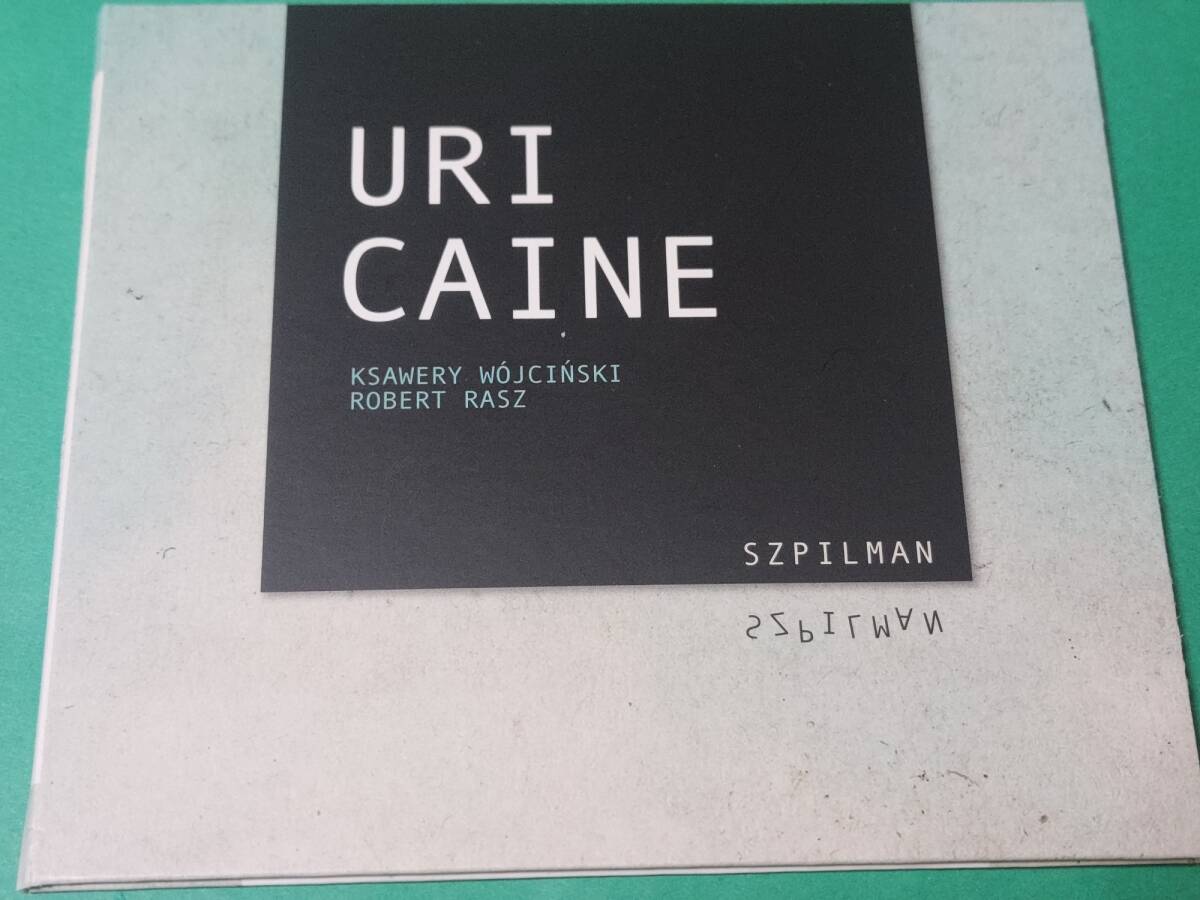 URI
CAINE
KSAWERY WÓJCIŃSKI
ROBERT RASZ
SZPILMAN
SZPILMAN